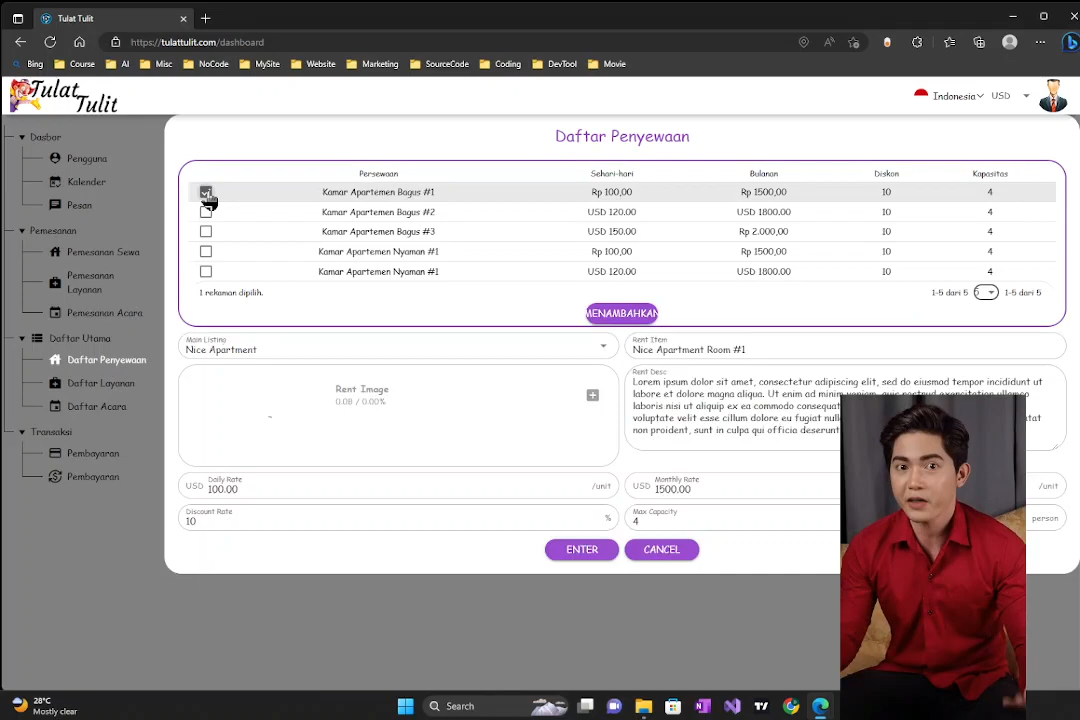 Tulat Tulit
https://tulattulit.com/dashboard
Bing Course AI Misc NoCode MySite Website Marketing SourceCode Coding DevTool Movie
Tulat
Tulit
Indonesia USD
Dasbor
Pengguna
Kalender
Pesan
Pemesanan
Pemesanan Sewa
Pemesanan
Layanan
Pemesanan Acara
Daftar Utama
Daftar Penyewaan
Daftar Layanan
Daftar Acara
Transaksi
Pembayaran
Pembayaran
Daftar Penyewaan
Persewaan Sehari-hari Bulanan Diskon Kapasitas
Kamar Apartemen Bagus #1 Rp 100,00 Rp 1500,00 10 4
Kamar Apartemen Bagus #2 USD 120.00 USD 1800.00 10 4
Kamar Apartemen Bagus #3 USD 150.00 Rp 2.000,00 10 4
Kamar Apartemen Nyaman #1 Rp 100,00 Rp 1500,00 10 4
Kamar Apartemen Nyaman #1 USD 120.00 USD 1800.00 10 4
1 rekaman dipilih. 1-5 dari 5 5 1-5 dari 5
MENAMBAHKAN
Main Listing
Nice Apartment
Rent Item
Nice Apartment Room #1
Rent Image
0.0B / 0.00%
Rent Desc
Lorem ipsum dolor sit amet, consectetur adipiscing elit, sed do eiusmod tempor incididunt ut
labore et dolore magna aliqua. Ut enim ad minim veniam, quis nostrud exercitation ullamco
laboris nisi ut aliquip ex ea commodo consequat
voluptate velit esse cillum dolore eu fugiat null
non proident, sunt in culpa qui officia deserunt
Daily Rate
USD 100.00 /unit
Monthly Rate
USD 1500.00 /unit
Discount Rate
10 %
Max Capacity
4 person
ENTER CANCEL
28°C
Mostly clear
Search